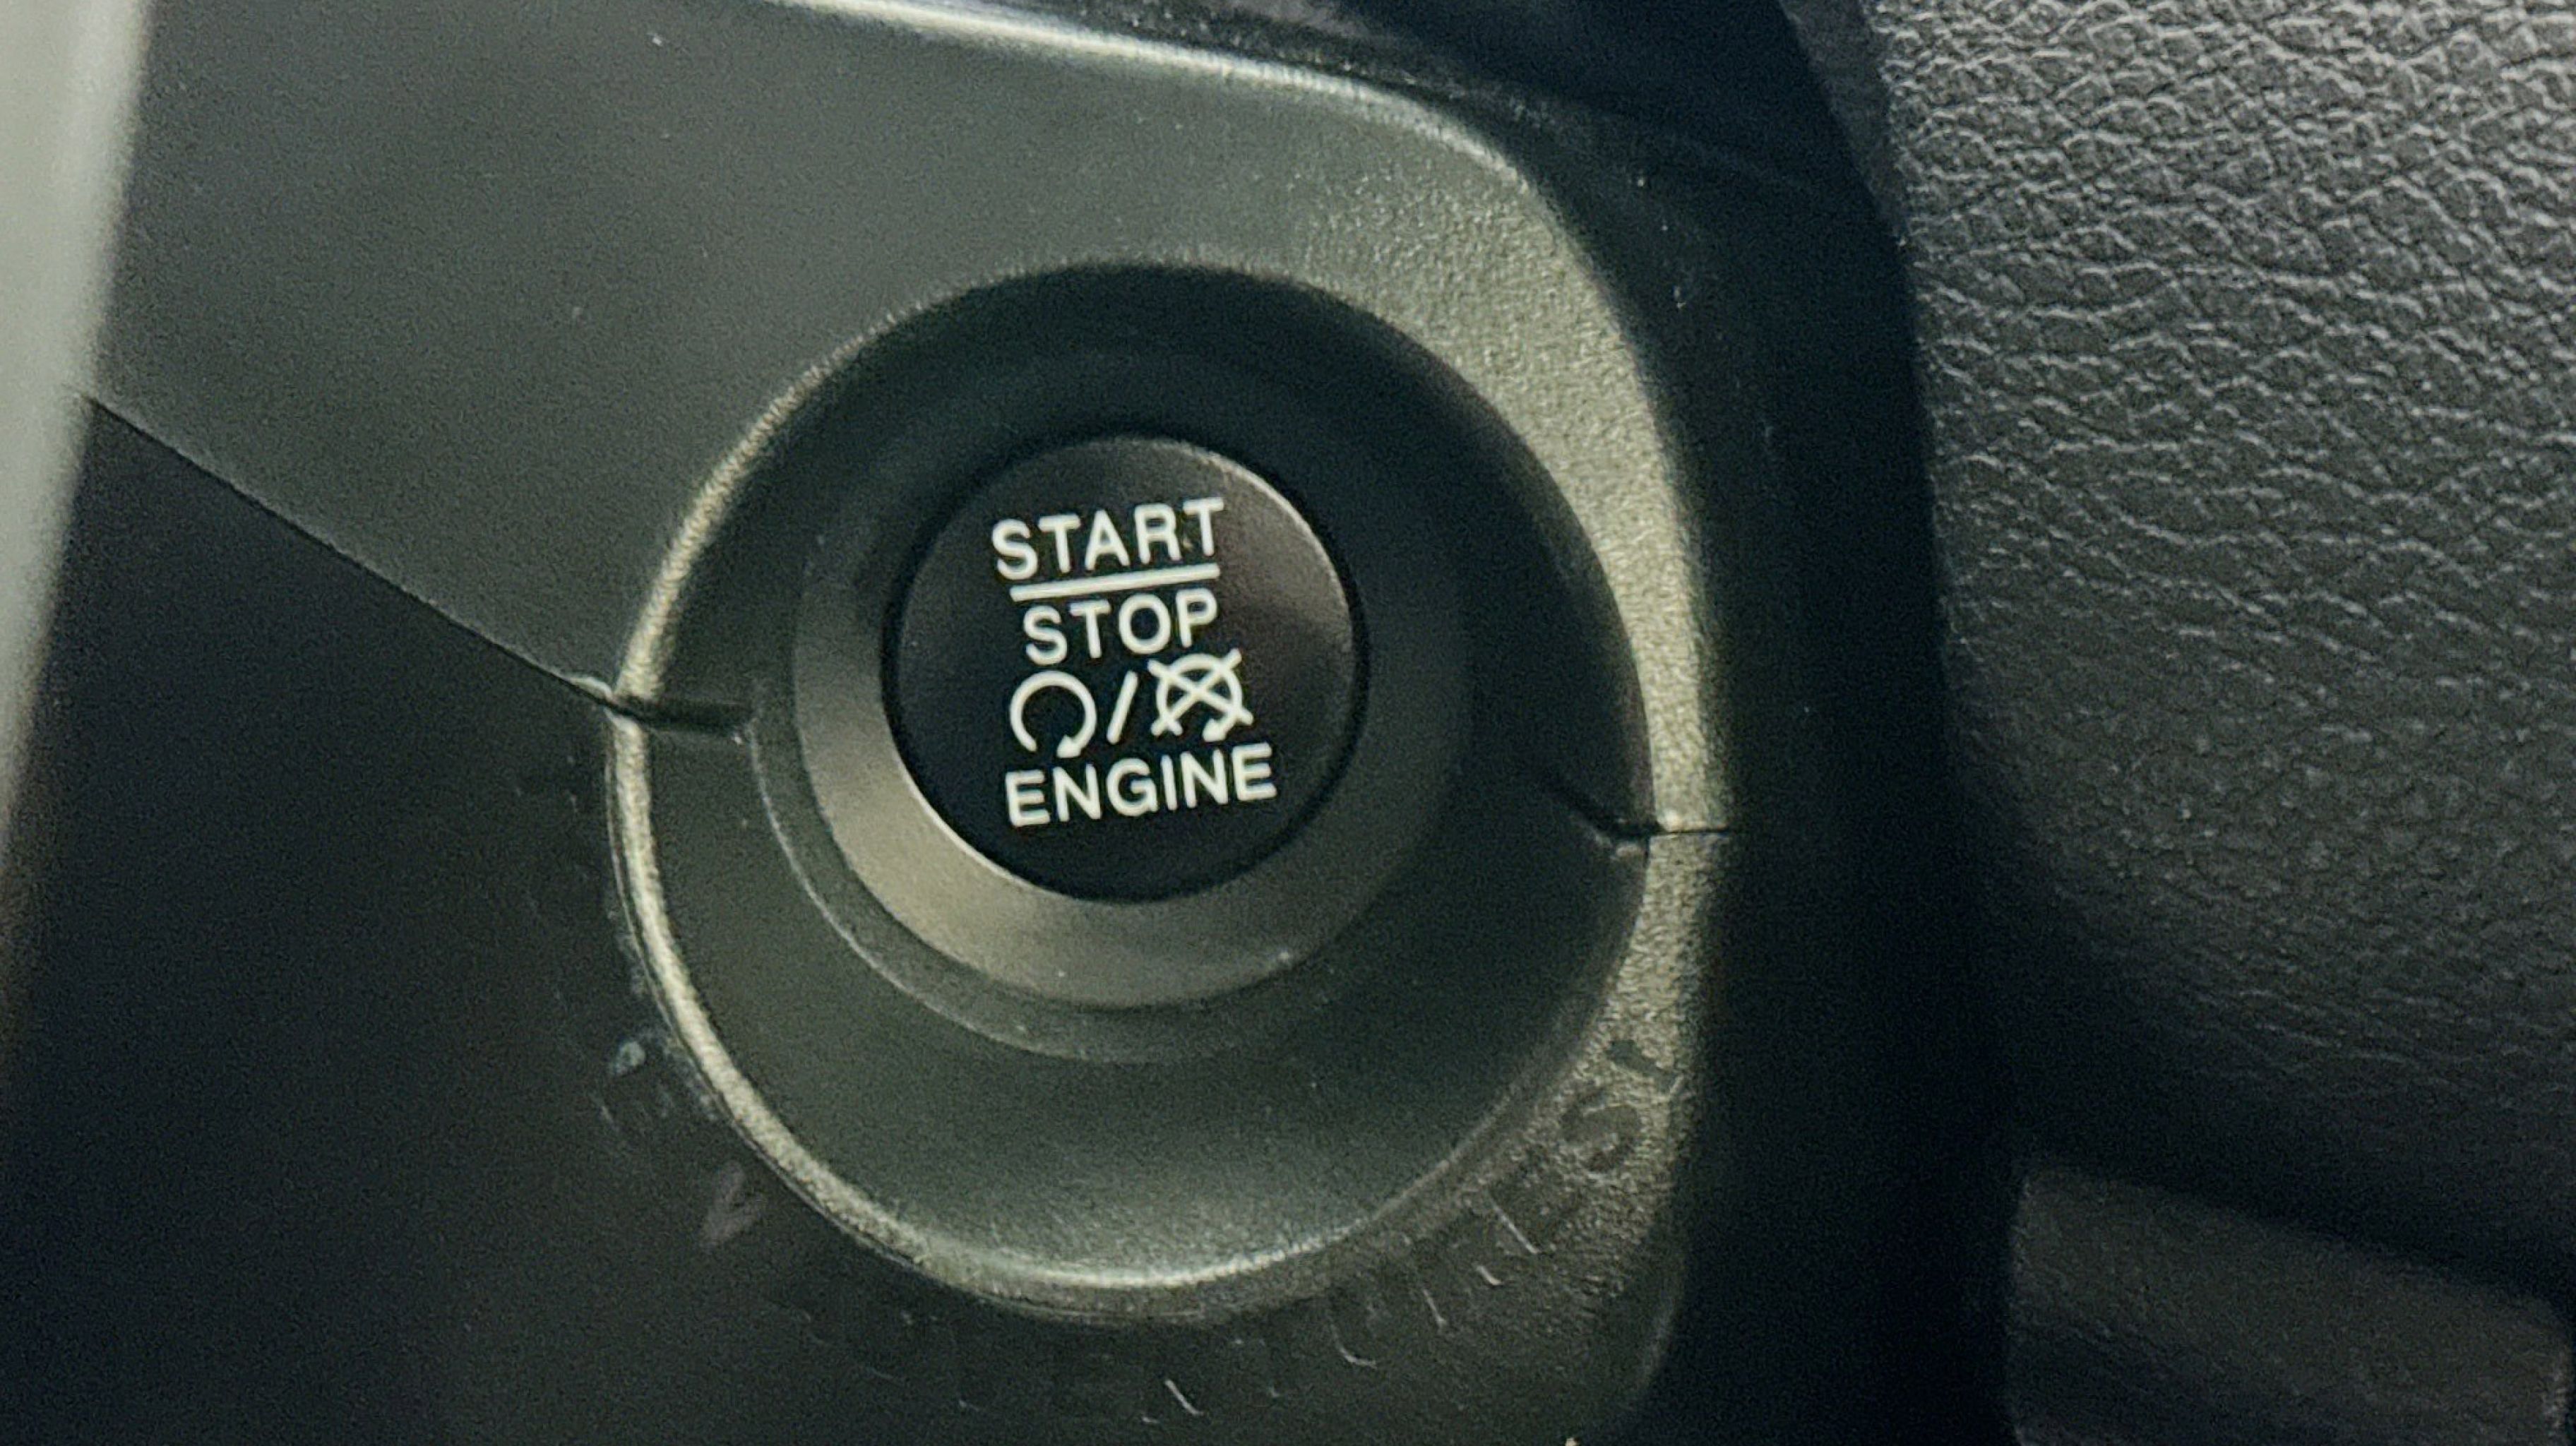 START
STOP
/
ENGINE